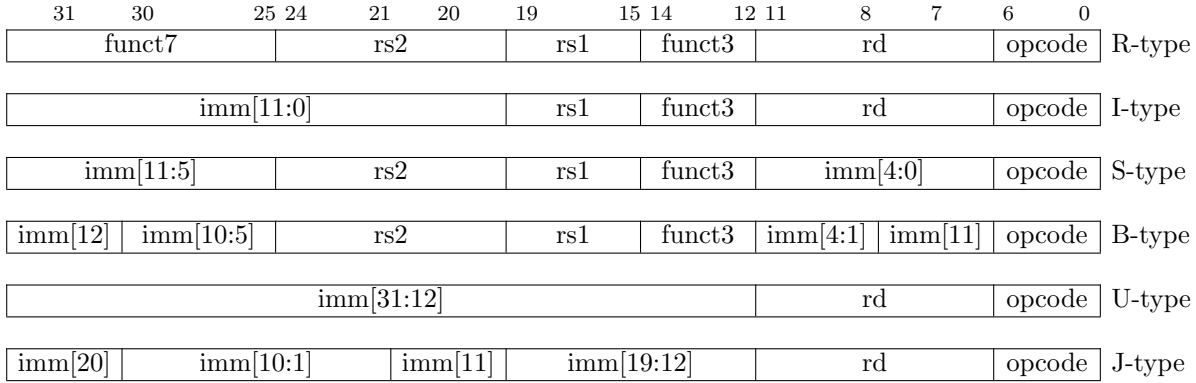 31 30 25 24 21 20 19 15 14 12 11 8 7 6 0
funct7 rs2 rs1 funct3 rd opcode R-type
imm[11:0] rs1 funct3 rd opcode I-type
imm[11:5] rs2 rs1 funct3 imm[4:0] opcode S-type
imm[12] imm[10:5] rs2 rs1 funct3 imm[4:1] imm[11] opcode B-type
imm[31:12] rd opcode U-type
imm[20] imm[10:1] imm[11] imm[19:12] rd opcode J-type